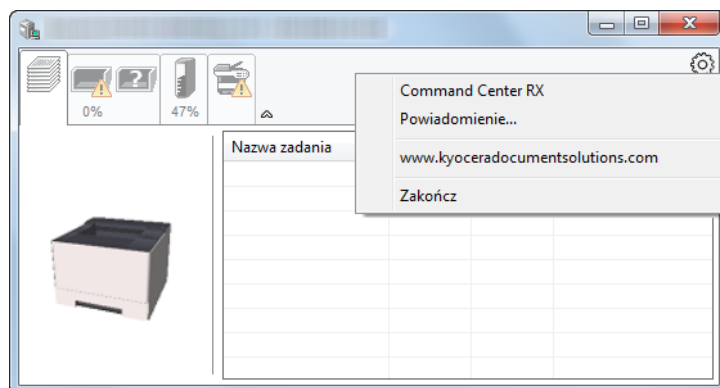 0%
47%
Nazwa zadania
Command Center RX
Powiadomienie...
www.kyoceradocumentsolutions.com
Zakończ